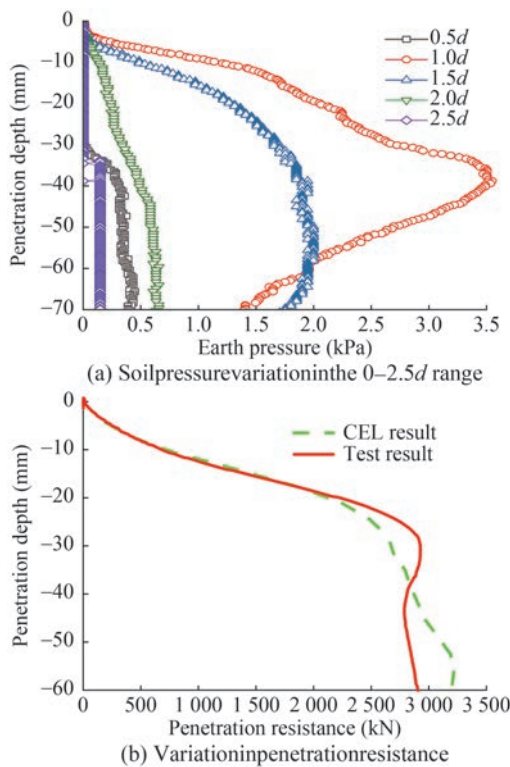 0
−10
−20
−30
−40
−50
−60
−70
Penetration depth (mm)
0.5d
1.0d
1.5d
2.0d
2.5d
0 0.5 1.0 1.5 2.0 2.5 3.0 3.5
Earth pressure (kPa)
(a) Soilpressurevariationinthe 0–2.5d range
0
−10
−20
−30
−40
−50
−60
Penetration depth (mm)
CEL result
Test result
0 500 1 000 1 500 2 000 2 500 3 000 3 500
Penetration resistance (kN)
(b) Variationinpenetrationresistance